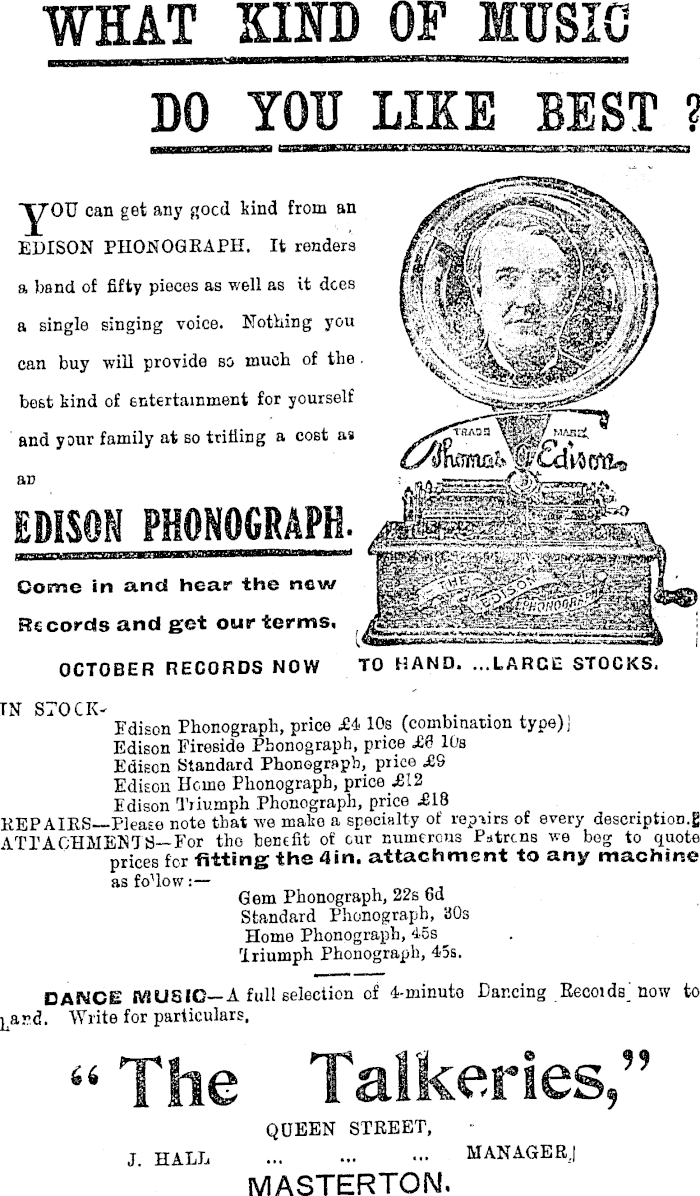 WHAT KIND OF MUSIC
DO YOU LIKE BEST ?
YOU can get any good kind from an
EDISON PHONOGRAPH. It renders
a band of fifty pieces as well as it does
a single singing voice. Nothing you
can buy will provide so much of the
best kind of entertainment for yourself
and your family at so trifling a cost as
an
EDISON PHONOGRAPH.
Come in and hear the new
Records and get our terms.
TRADE MARK
Thomas A Edison.
THE
EDISON
PHONOGRAPH
OCTOBER RECORDS NOW TO HAND. ...LARGE STOCKS.
IN STOCK-
Edison Phonograph, price £4 10s (combination type)
Edison Fireside Phonograph, price £6 10s
Edison Standard Phonograph, price £9
Edison Home Phonograph, price £12
Edison Triumph Phonograph, price £18
REPAIRS—Please note that we make a specialty of repairs of every description.
ATTACHMENTS—For the benefit of our numerous Patrons we beg to quote
prices for fitting the 4in. attachment to any machine
as follow:—
Gem Phonograph, 22s 6d
Standard Phonograph, 30s
Home Phonograph, 45s
Triumph Phonograph, 45s.
DANCE MUSIC—A full selection of 4-minute Dancing Records now to
hand. Write for particulars.
"The Talkeries,"
QUEEN STREET,
J. HALL ... ... ... MANAGER,
MASTERTON.